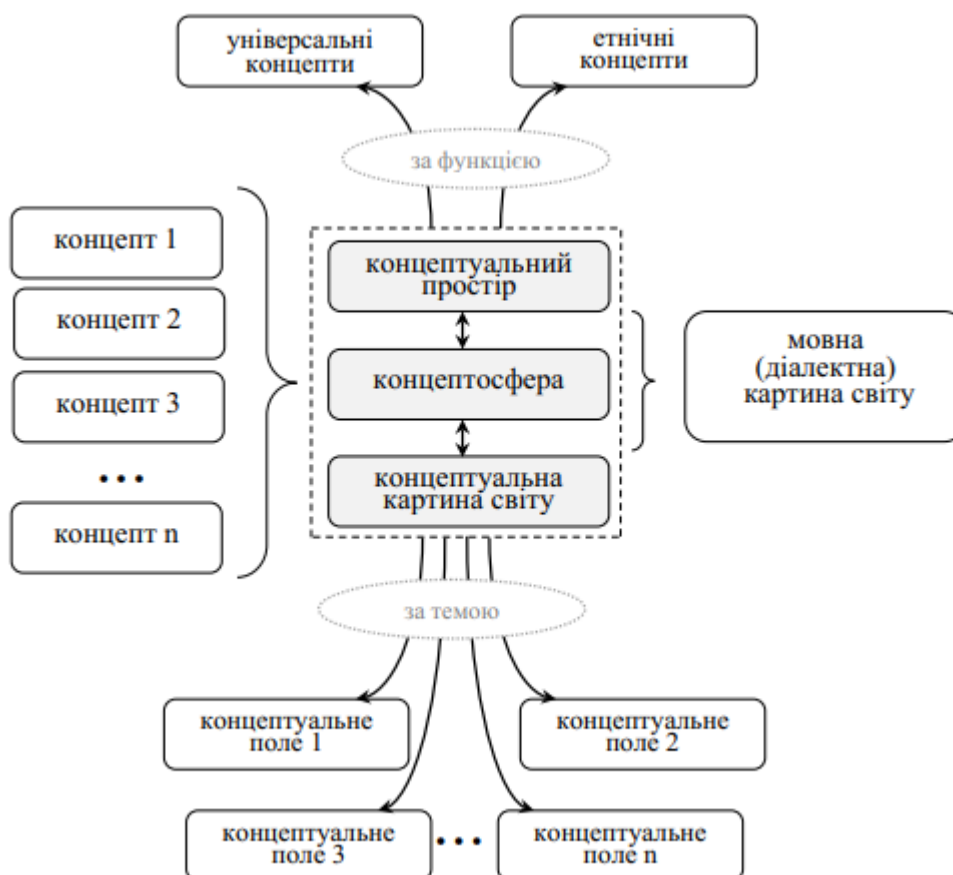 універсальні
концепти
етнічні
концепти
за функцією
концепт 1
концепт 2
концепт 3
...
концепт n
концептуальний
простір
концептосфера
концептуальна
картина світу
мовна
(діалектна)
картина світу
за темою
концептуальне
поле 1
концептуальне
поле 2
концептуальне
поле 3
...
концептуальне
поле n